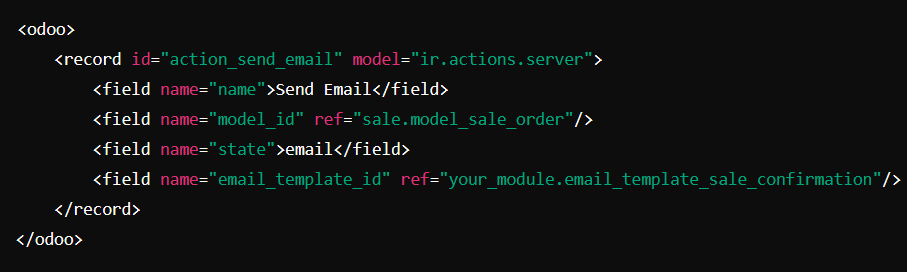 <odoo>
    <record id="action_send_email" model="ir.actions.server">
        <field name="name">Send Email</field>
        <field name="model_id" ref="sale.model_sale_order"/>
        <field name="state">email</field>
        <field name="email_template_id" ref="your_module.email_template_sale_confirmation"/>
    </record>
</odoo>